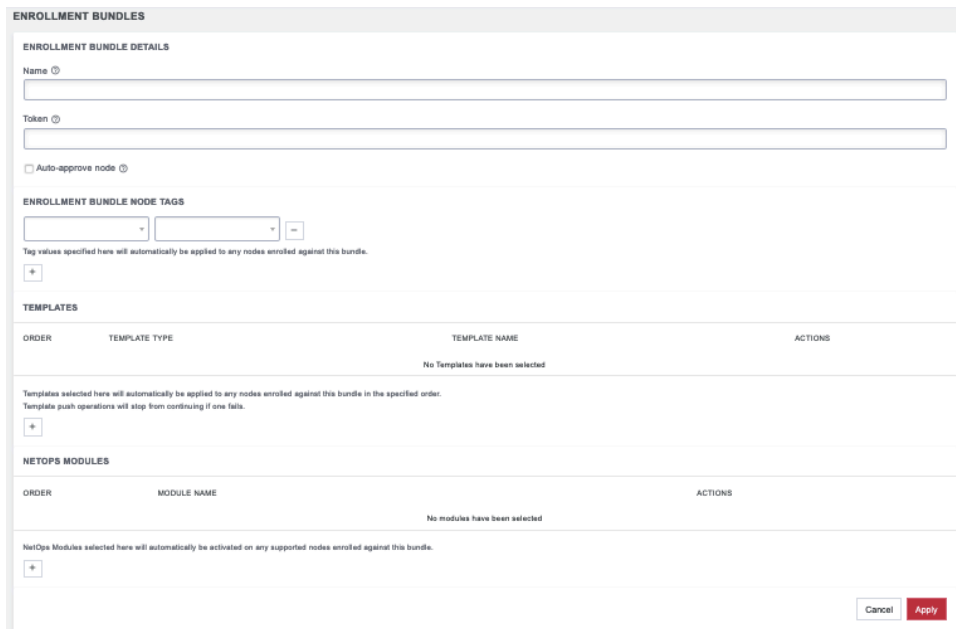 ENROLLMENT BUNDLES
ENROLLMENT BUNDLE DETAILS
Name ?
Token ?
Auto-approve node ?
ENROLLMENT BUNDLE NODE TAGS
−
Tag values specified here will automatically be applied to any nodes enrolled against this bundle.
+
TEMPLATES
ORDER TEMPLATE TYPE TEMPLATE NAME ACTIONS
No Templates have been selected
Templates selected here will automatically be applied to any nodes enrolled against this bundle in the specified order.
Template push operations will stop from continuing if one fails.
+
NETOPS MODULES
ORDER MODULE NAME ACTIONS
No modules have been selected
NetOps Modules selected here will automatically be activated on any supported nodes enrolled against this bundle.
+
Cancel Apply